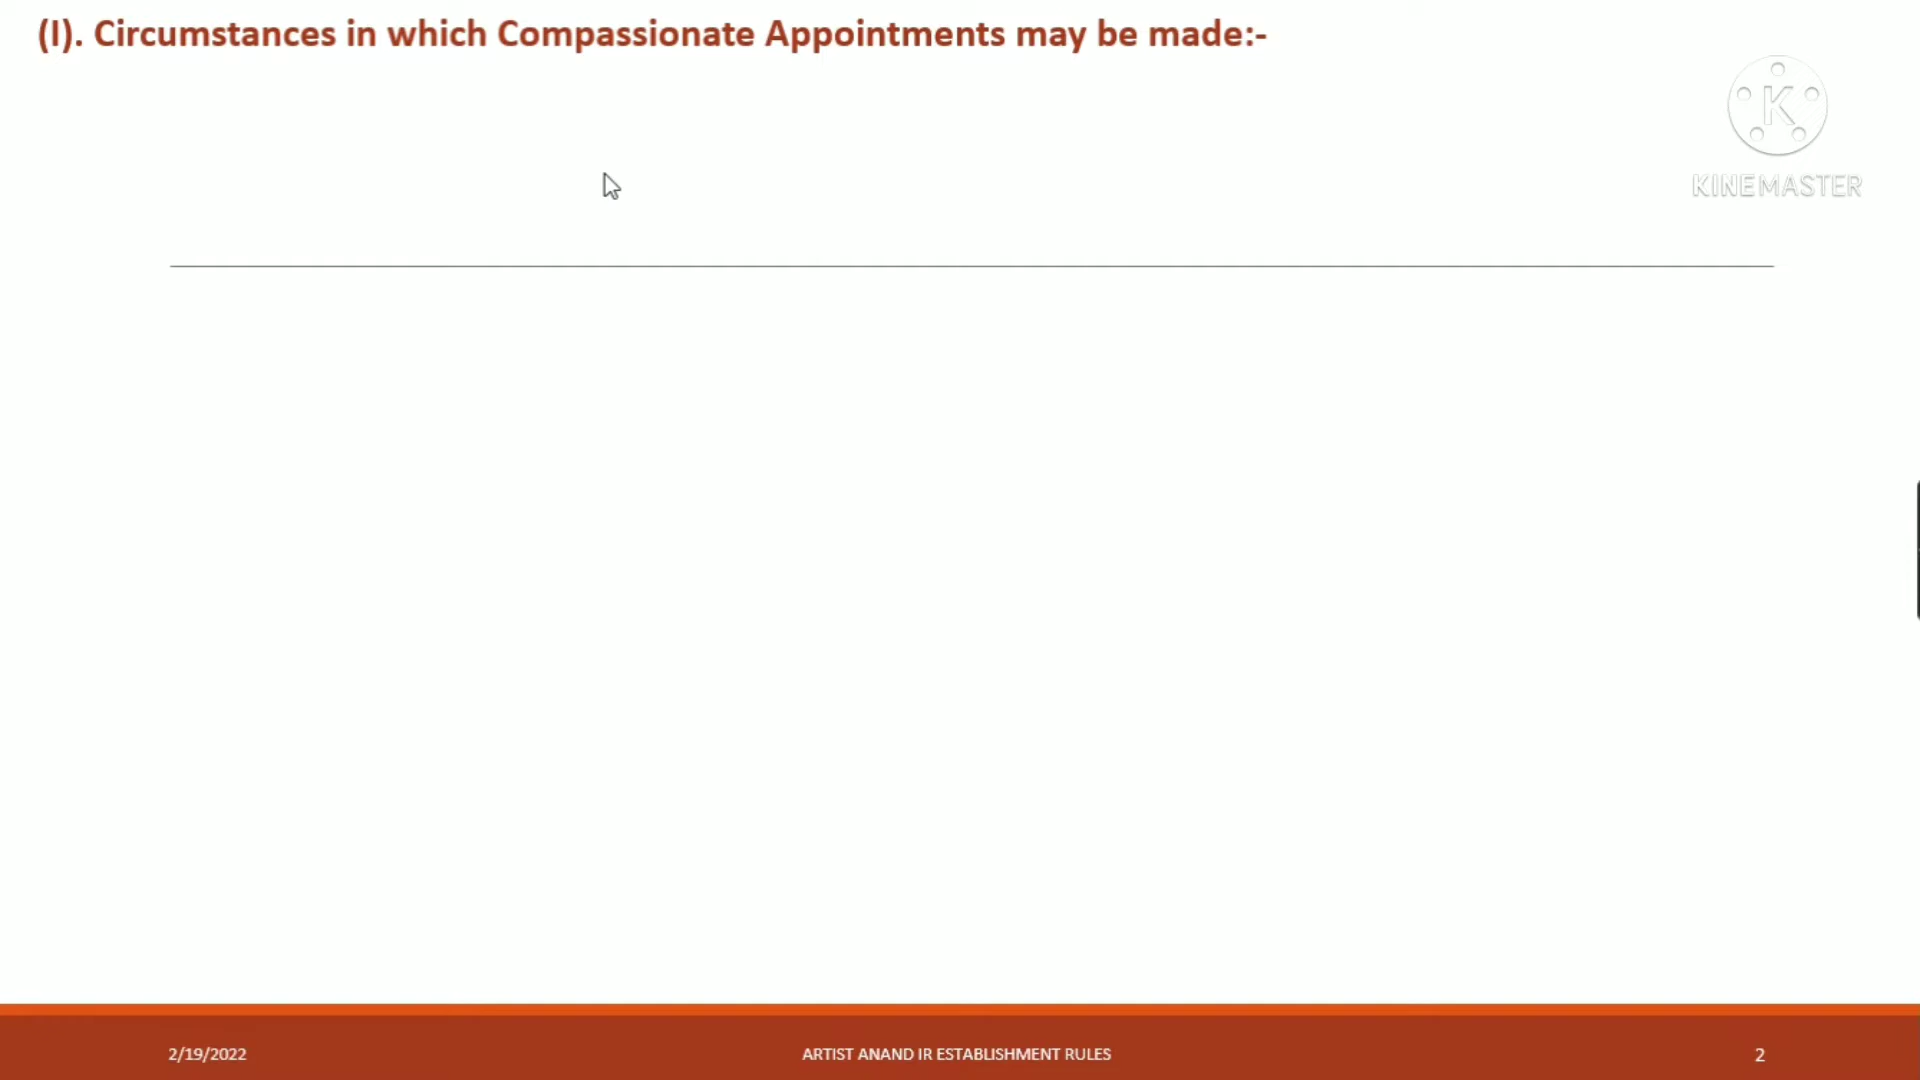 (I). Circumstances in which Compassionate Appointments may be made:-
K
KINEMASTER
2/19/2022
ARTIST ANAND IR ESTABLISHMENT RULES
2